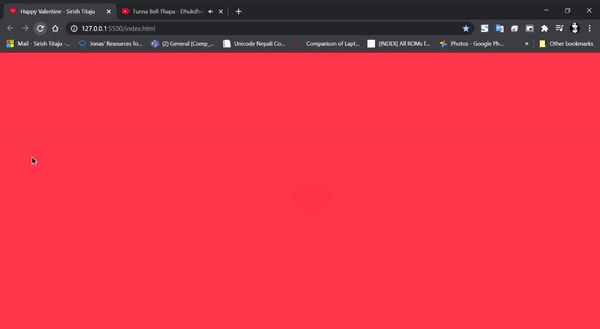 Happy Valentine - Sirish Titaju
Tunna Bell Thapa - Dhukdhu
127.0.0.1:5500/index.html
Mail - Sirish Titaju -...
Jonas' Resources fo...
(2) General (Comp_...
Unicode Nepali Co...
Comparison of Lapt...
[INDEX] All ROMs f...
Photos - Google Ph...
»
Other bookmarks